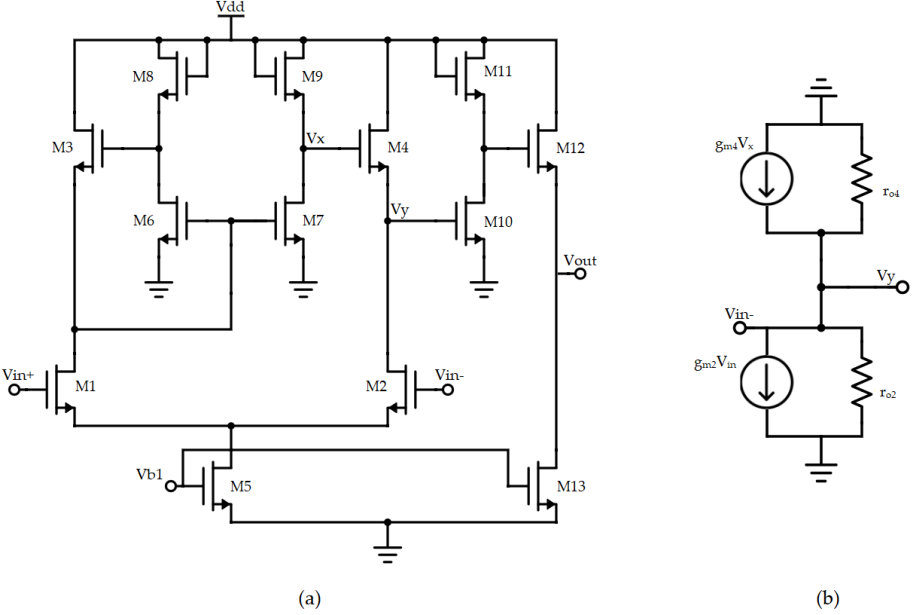 Vdd
M8
M9
M11
M3
Vx
M4
M12
M6
M7
Vy
M10
Vout
Vin+
M1
M2
Vin-
Vb1
M5
M13
(a)
gm4Vx
ro4
Vy
Vin-
gm2Vin
ro2
(b)